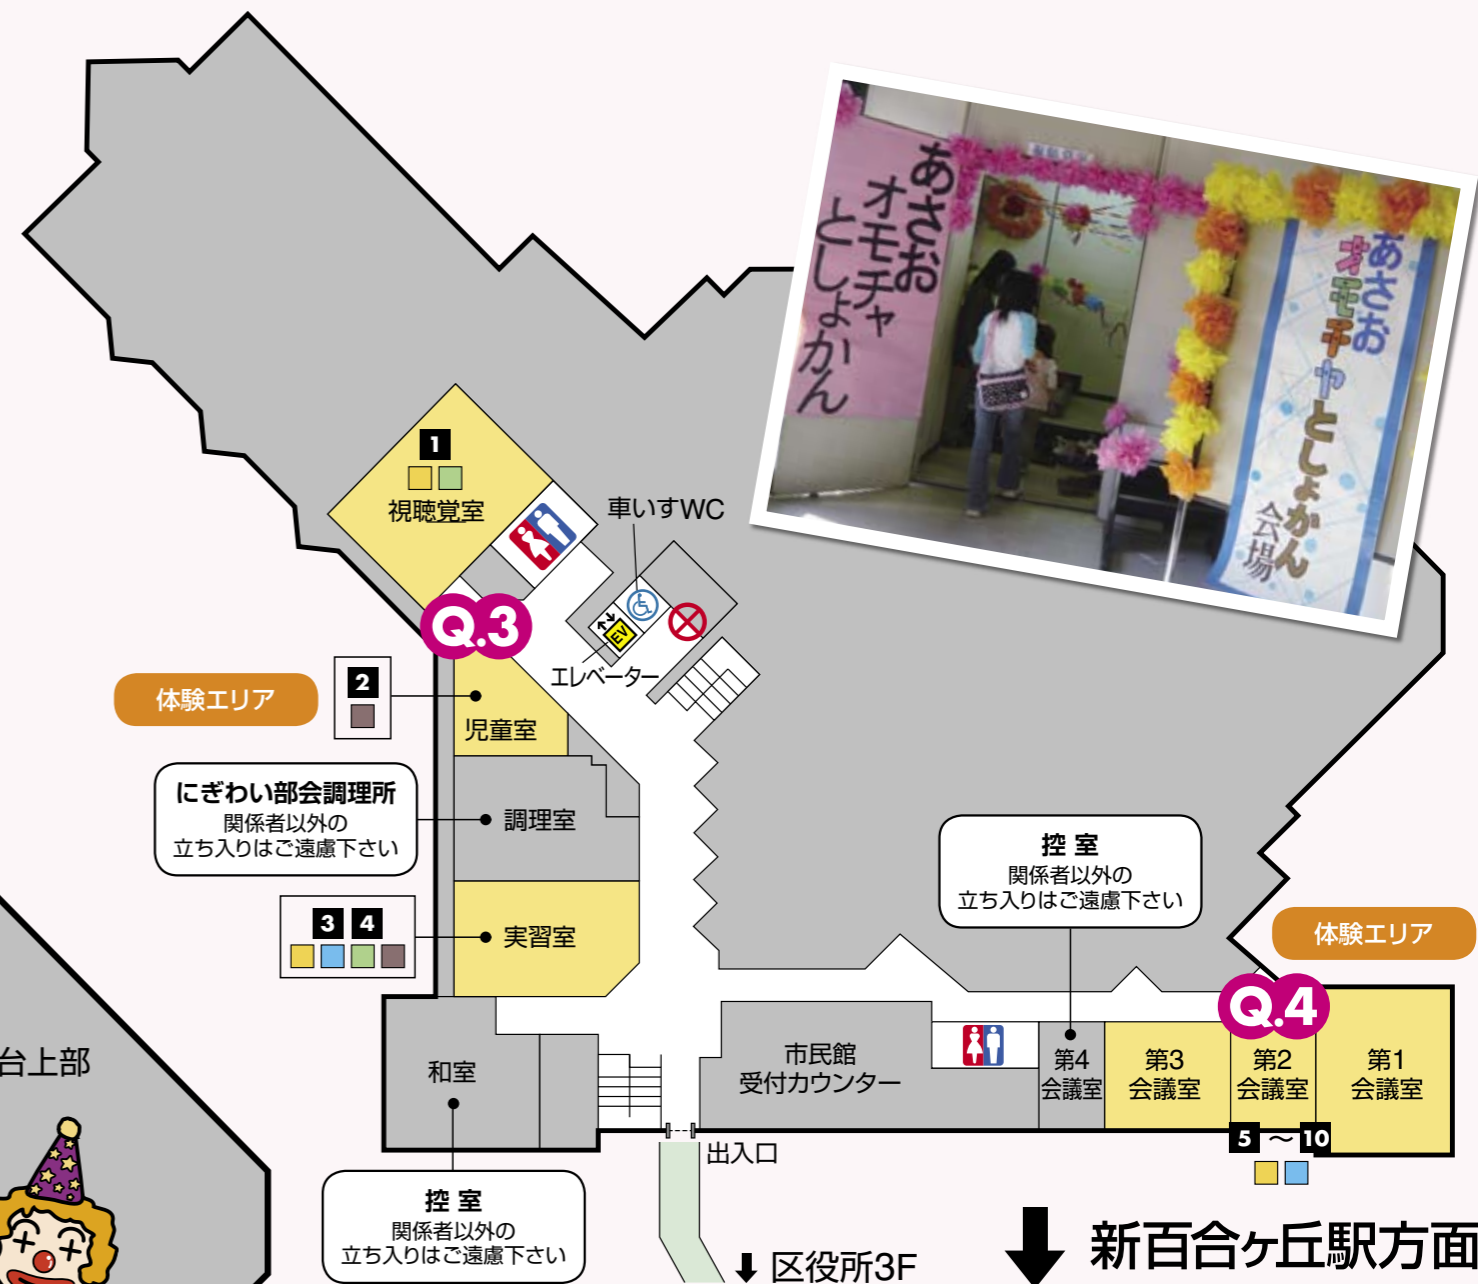 あさお
オモチャ
としょかん
あさお
オモチャとしょかん
会場
1
視聴覚室
車いすWC
Q.3
EV
エレベーター
体験エリア
2
児童室
にぎわい部会調理所
関係者以外の
立ち入りはご遠慮下さい
調理室
控 室
関係者以外の
立ち入りはご遠慮下さい
3 4
実習室
体験エリア
Q.4
台上部
和室
市民館
受付カウンター
第4
会議室
第3
会議室
第2
会議室
第1
会議室
5 〜 10
出入口
控 室
関係者以外の
立ち入りはご遠慮下さい
区役所3F
新百合ヶ丘駅方面